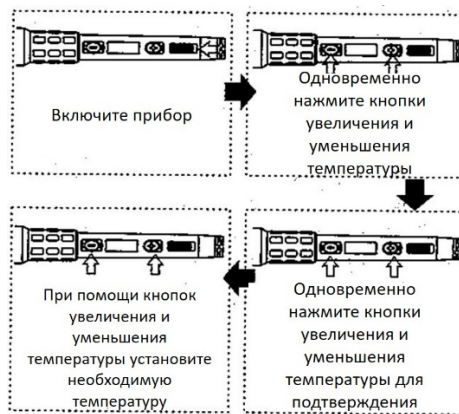 Включите прибор
Одновременно
нажмите кнопки
увеличения и
уменьшения
температуры
Одновременно
нажмите кнопки
увеличения и
уменьшения
температуры для
подтверждения
При помощи кнопок
увеличения и
уменьшения
температуры установите
необходимую
температуру